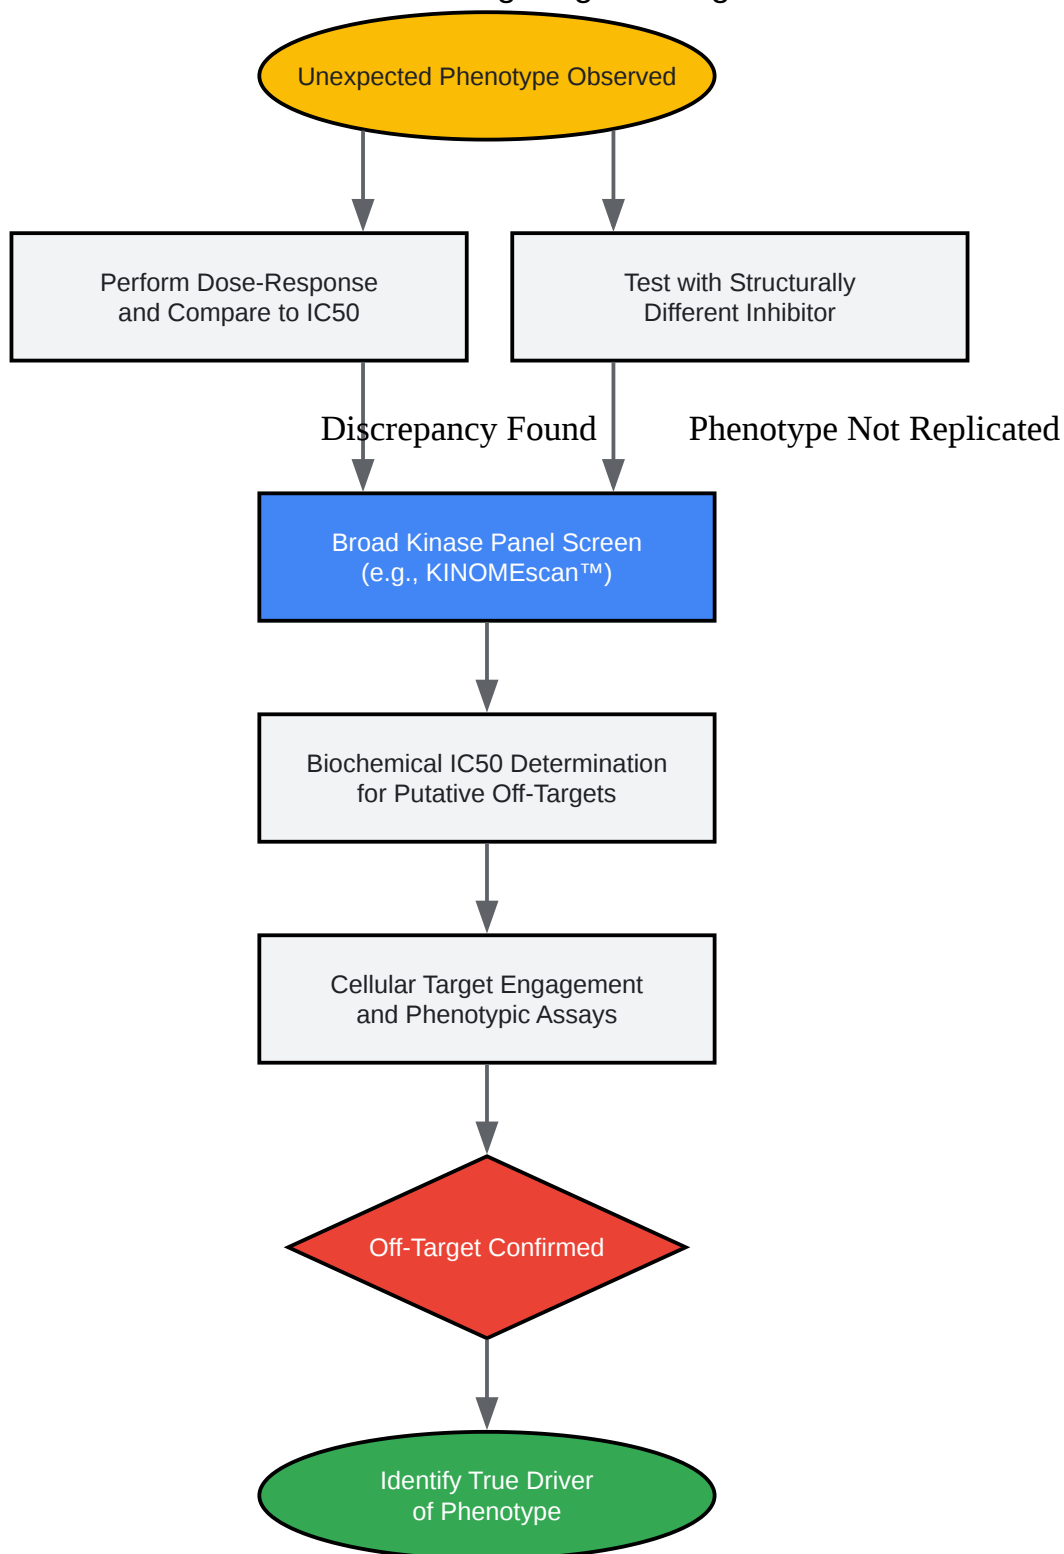 Unexpected Phenotype Observed
Perform Dose-Response
and Compare to IC50
Test with Structurally
Different Inhibitor
Discrepancy Found
Phenotype Not Replicated
Broad Kinase Panel Screen
(e.g., KINOMEscan™)
Biochemical IC50 Determination
for Putative Off-Targets
Cellular Target Engagement
and Phenotypic Assays
Off-Target Confirmed
Identify True Driver
of Phenotype